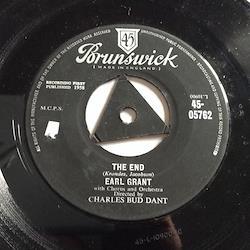 45
Brunswick
[MADE IN ENGLAND]
RECORDING FIRST
PUBLISHED 1958
M.C.P.S.
45-
05762
THE END
(Krondes, Jacobson)
EARL GRANT
with Chorus and Orchestra
Directed by
CHARLES BUD DANT